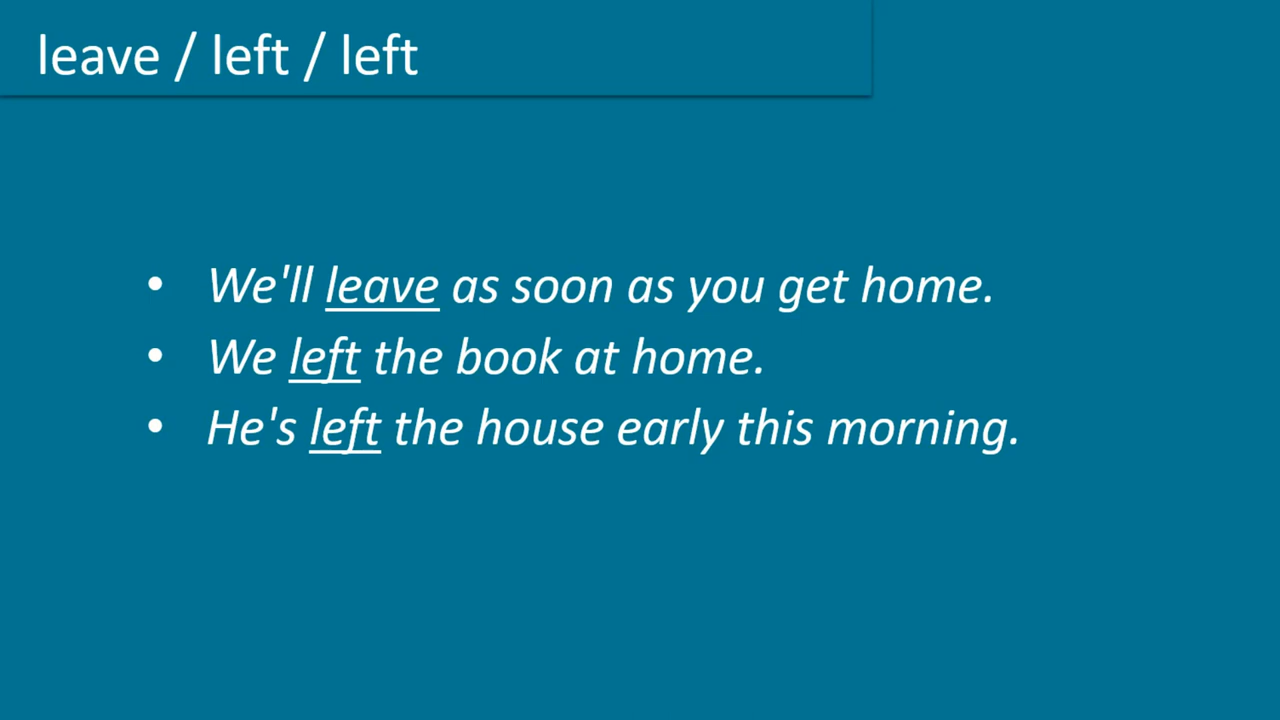 leave / left / left
• We'll leave as soon as you get home.
• We left the book at home.
• He's left the house early this morning.